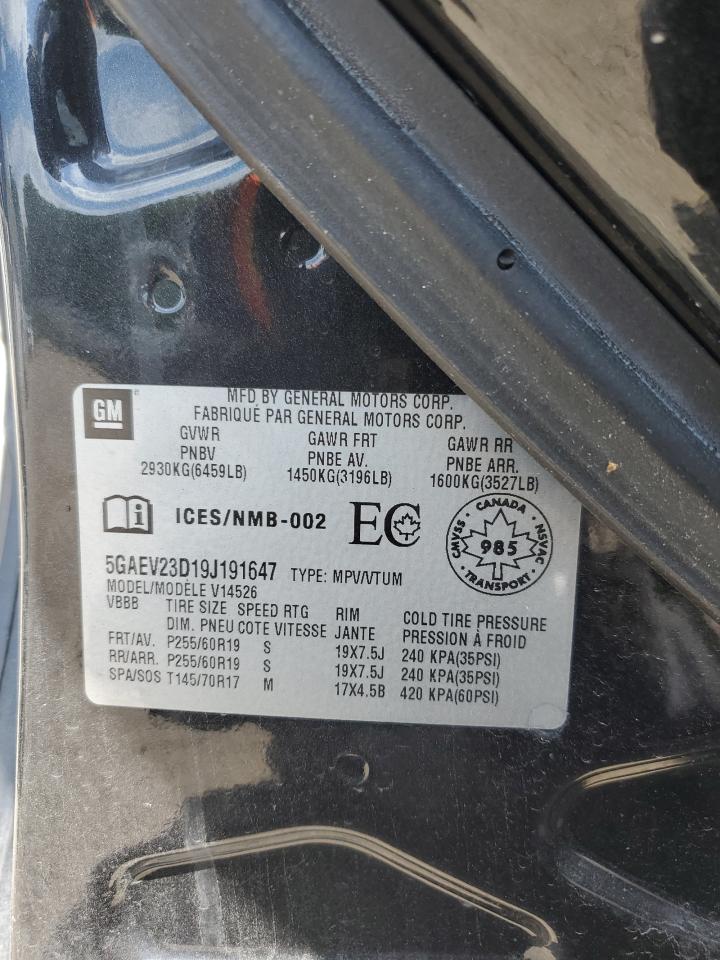 GM
MFD BY GENERAL MOTORS CORP.
FABRIQUÉ PAR GENERAL MOTORS CORP.
GVWR GAWR FRT GAWR RR
PNBV PNBE AV. PNBE ARR.
2930KG(6459LB) 1450KG(3196LB) 1600KG(3527LB)
i ICES/NMB-002 EC
CANADA
CMVSS · NSVAC
985
TRANSPORT
5GAEV23D19J191647 TYPE: MPV/VTUM
MODEL/MODÈLE V14526
VBBB TIRE SIZE SPEED RTG RIM COLD TIRE PRESSURE
DIM. PNEU COTE VITESSE JANTE PRESSION À FROID
FRT/AV. P255/60R19 S 19X7.5J 240 KPA(35PSI)
RR/ARR. P255/60R19 S 19X7.5J 240 KPA(35PSI)
SPA/SOS T145/70R17 M 17X4.5B 420 KPA(60PSI)